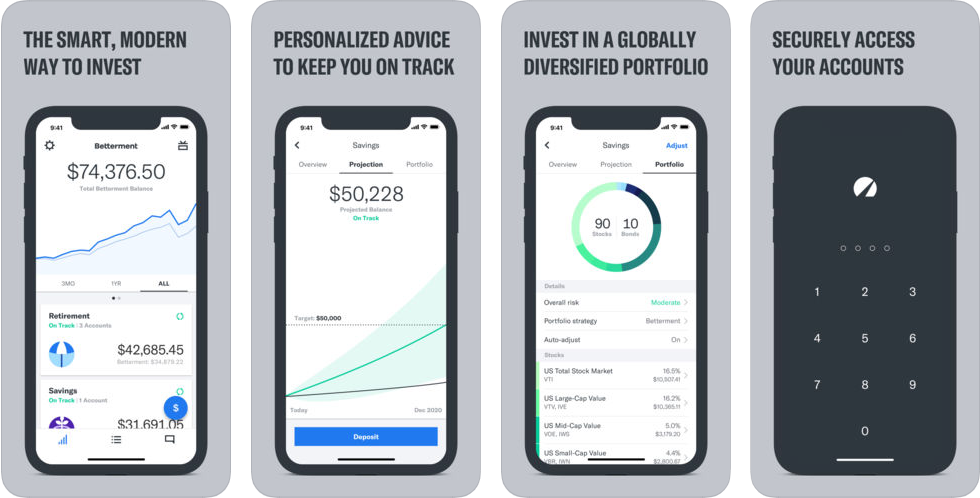 THE SMART, MODERN
WAY TO INVEST
9:41
Betterment
$74,376.50
Total Betterment Balance
3MO 1YR ALL
Retirement
On Track | 3 Accounts
$42,685.45
Betterment: $34,679.22
Savings
On Track | 1 Account
$
$31,691.05
PERSONALIZED ADVICE
TO KEEP YOU ON TRACK
9:41
Savings
Overview Projection Portfolio
$50,228
Projected Balance
On Track
Target: $50,000
Today Dec 2020
Deposit
INVEST IN A GLOBALLY
DIVERSIFIED PORTFOLIO
9:41
Savings Adjust
Overview Projection Portfolio
90 10
Stocks Bonds
Details
Overall risk Moderate
Portfolio strategy Betterment
Auto-adjust On
Stocks
US Total Stock Market 16.5%
VTI $10,507.41
US Large-Cap Value 16.2%
VTV, IVE $10,365.11
US Mid-Cap Value 5.0%
VOE, IWS $3,179.20
US Small-Cap Value 4.4%
VBR, IWN $2,800.67
SECURELY ACCESS
YOUR ACCOUNTS
1 2 3
4 5 6
7 8 9
0